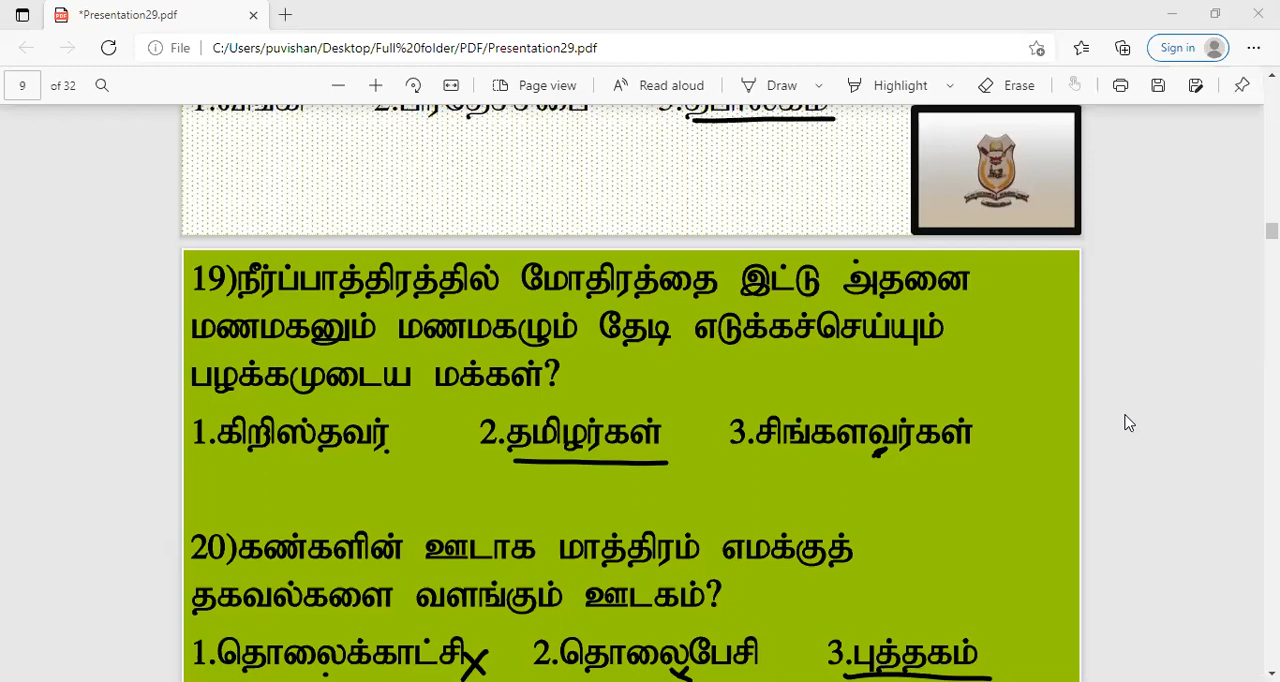 *Presentation29.pdf
File C:/Users/puvishan/Desktop/Full%20folder/PDF/Presentation29.pdf Sign in
9 of 32 Page view Read aloud Draw Highlight Erase
19)நீர்ப்பாத்திரத்தில் மோதிரத்தை இட்டு அதனை
மணமகனும் மணமகழும் தேடி எடுக்கச்செய்யும்
பழக்கமுடைய மக்கள்?
1.கிறிஸ்தவர் 2.தமிழர்கள் 3.சிங்களவர்கள்
20)கண்களின் ஊடாக மாத்திரம் எமக்குத்
தகவல்களை வளங்கும் ஊடகம்?
1.தொலைக்காட்சி 2.தொலைபேசி 3.புத்தகம்